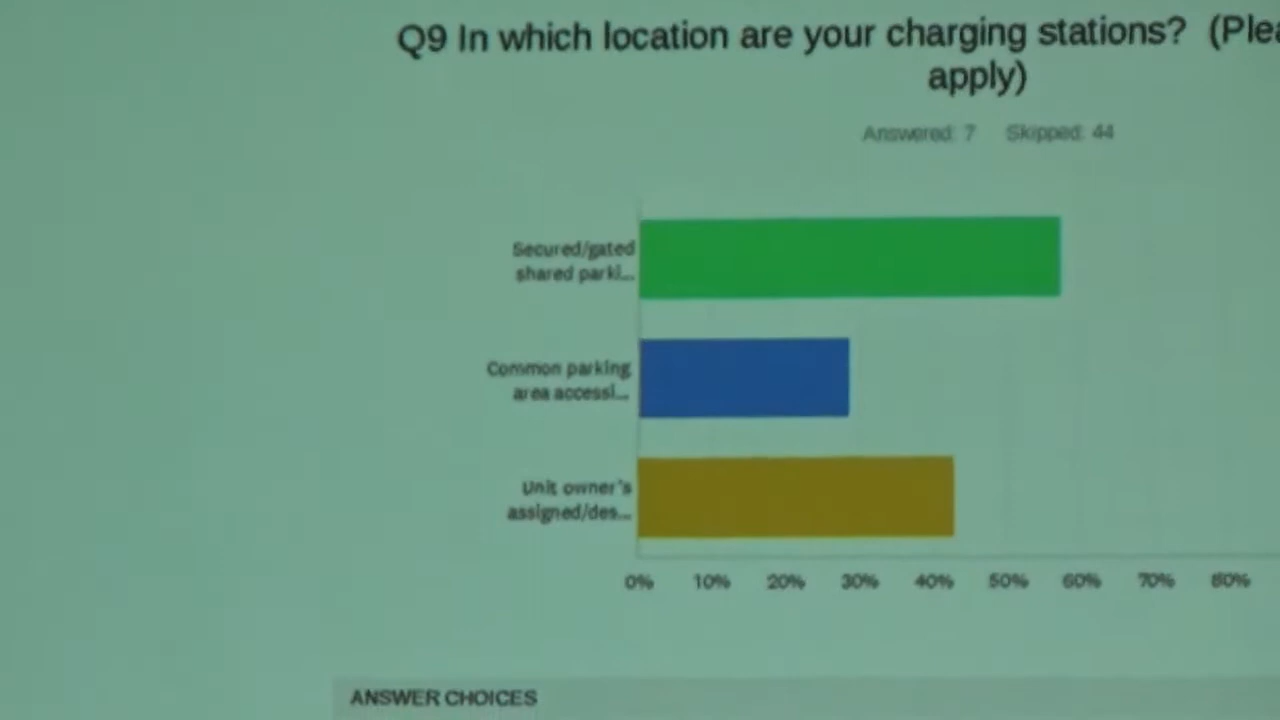 Q9 In which location are your charging stations? (Plea
apply)
Answered: 7 Skipped: 44
Secured/gated
shared parki...
Common parking
area accessi...
Unit owner's
assigned/des...
0% 10% 20% 30% 40% 50% 60% 70% 80%
ANSWER CHOICES